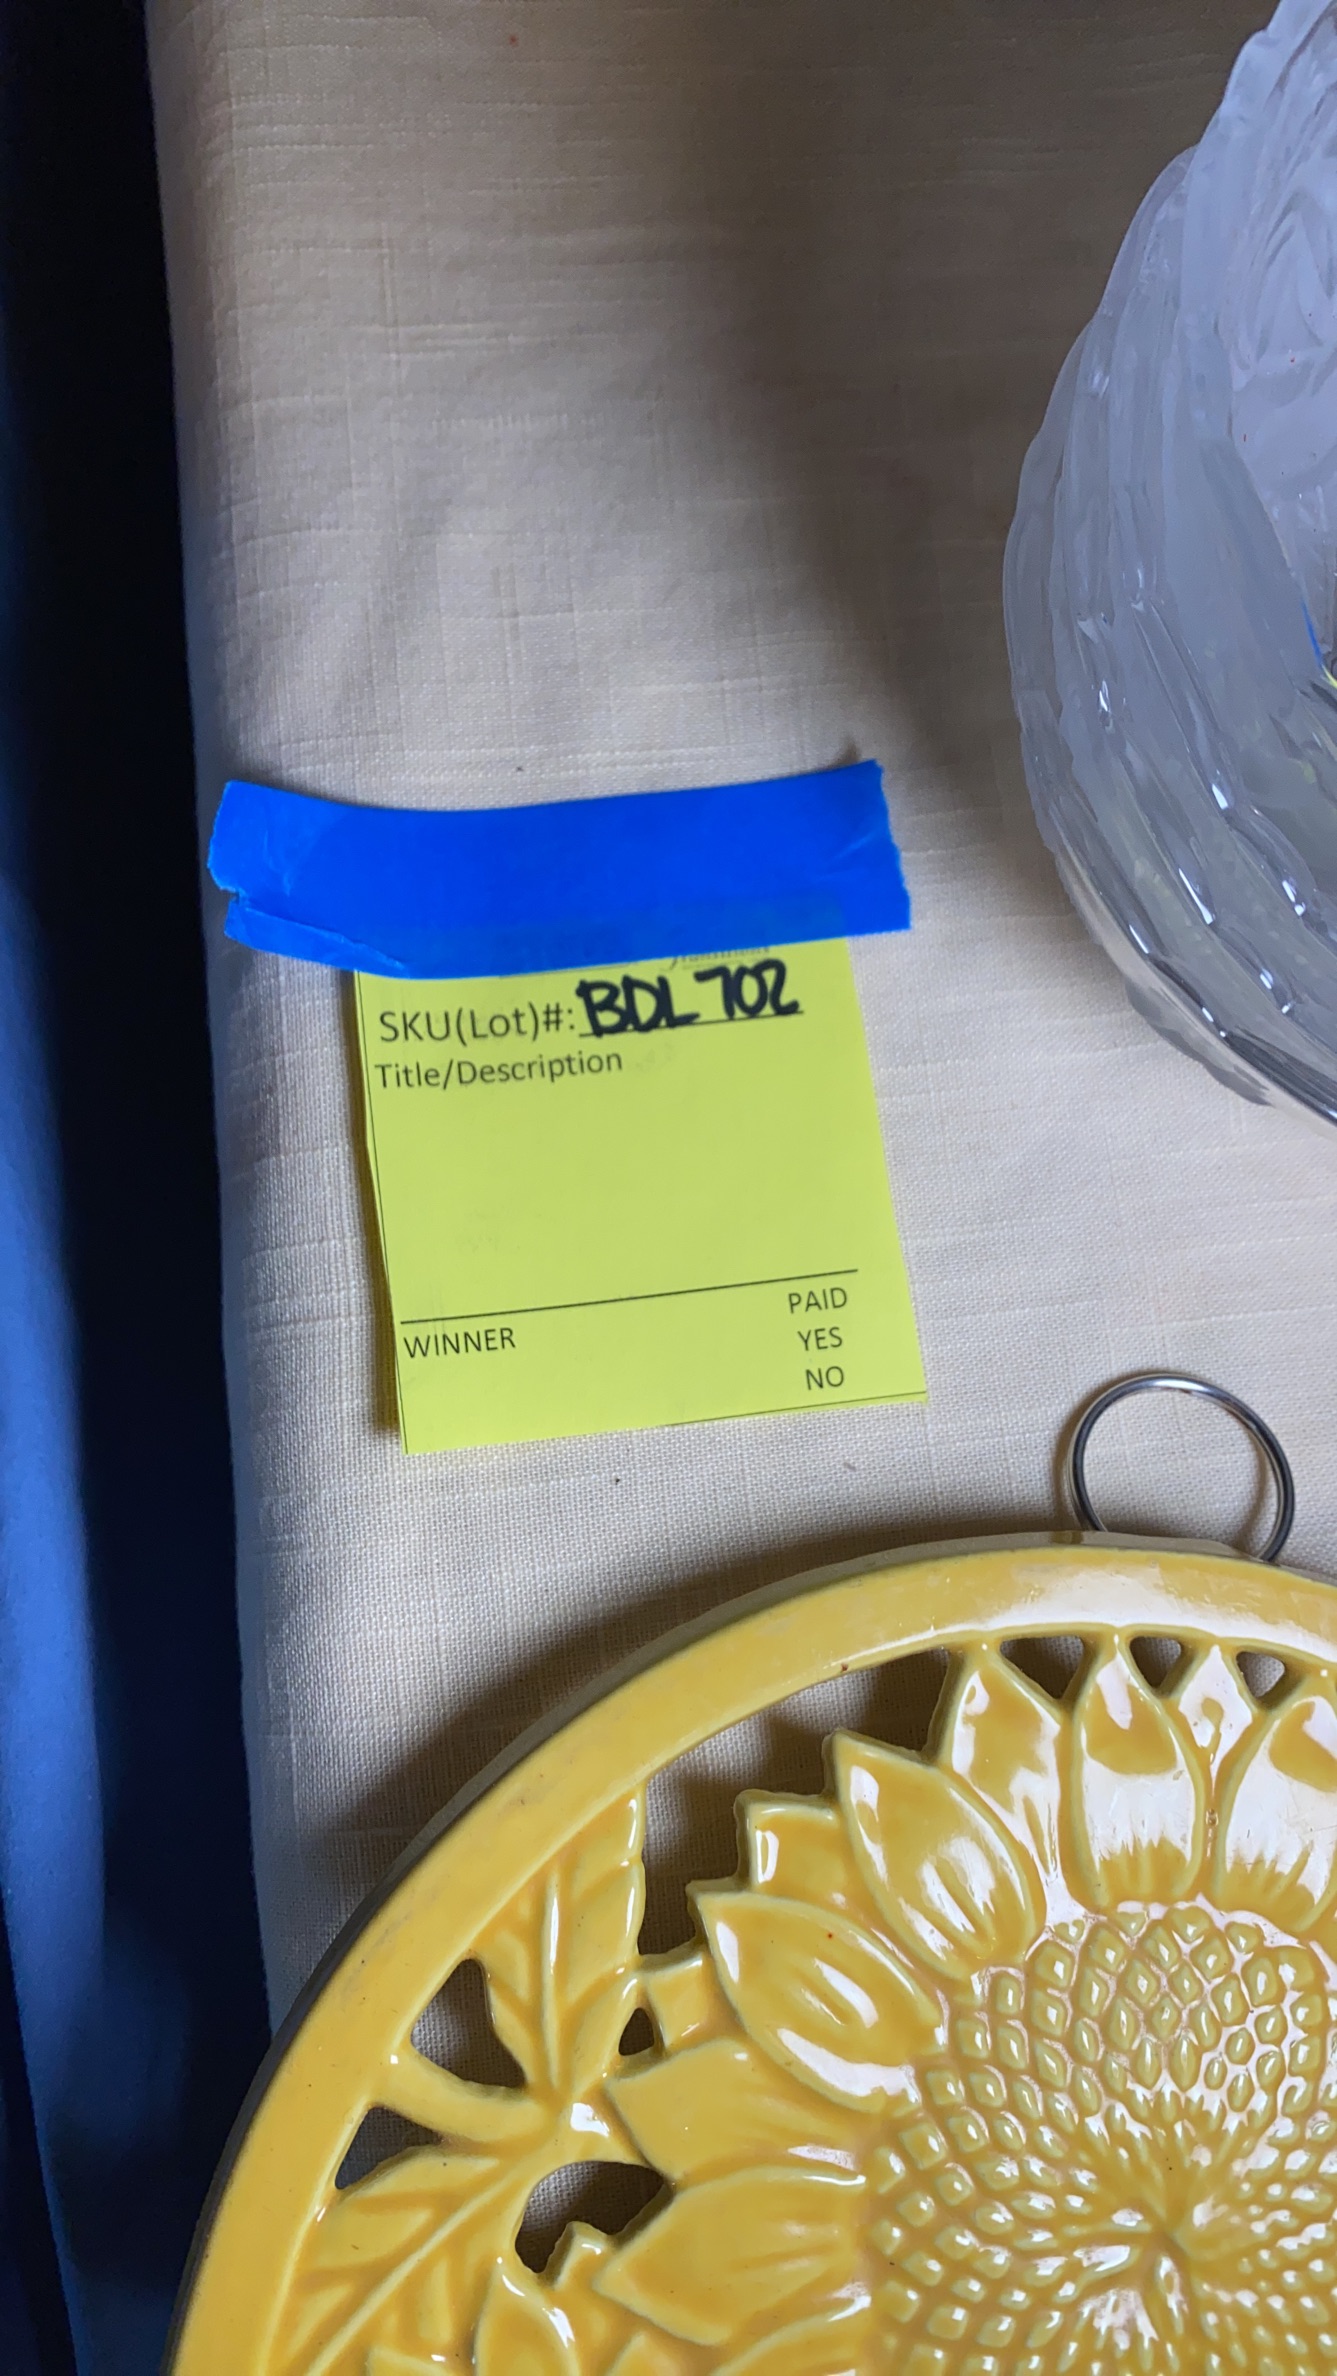 SKU(Lot)#: BDL 702
Title/Description
PAID
WINNER YES
NO